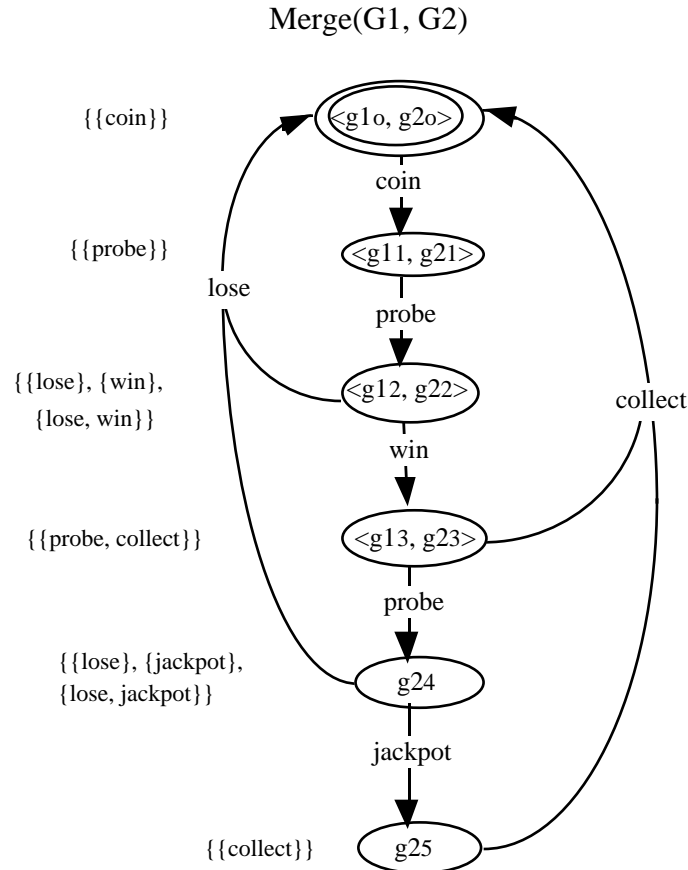 Merge(G1, G2)
{{coin}}
<g1o, g2o>
coin
{{probe}}
<g11, g21>
lose
probe
{{lose}, {win},
{lose, win}}
<g12, g22>
collect
win
{{probe, collect}}
<g13, g23>
probe
{{lose}, {jackpot},
{lose, jackpot}}
g24
jackpot
{{collect}}
g25